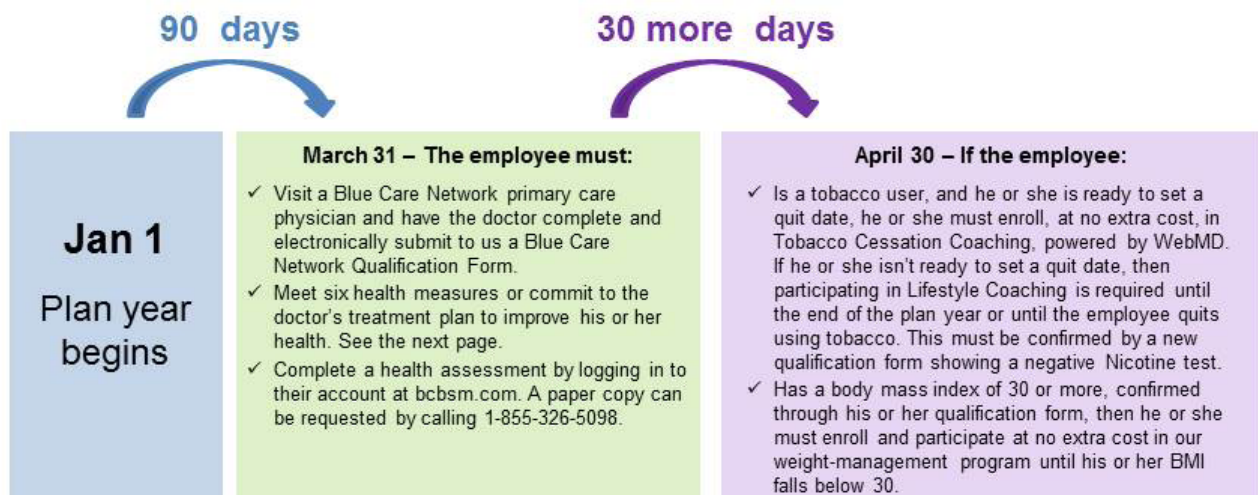 90 days
30 more days
Jan 1
Plan year
begins
March 31 – The employee must:
✓ Visit a Blue Care Network primary care
physician and have the doctor complete and
electronically submit to us a Blue Care
Network Qualification Form.
✓ Meet six health measures or commit to the
doctor's treatment plan to improve his or her
health. See the next page.
✓ Complete a health assessment by logging in to
their account at bcbsm.com. A paper copy can
be requested by calling 1-855-326-5098.
April 30 – If the employee:
✓ Is a tobacco user, and he or she is ready to set a
quit date, he or she must enroll, at no extra cost, in
Tobacco Cessation Coaching, powered by WebMD.
If he or she isn't ready to set a quit date, then
participating in Lifestyle Coaching is required until
the end of the plan year or until the employee quits
using tobacco. This must be confirmed by a new
qualification form showing a negative Nicotine test.
✓ Has a body mass index of 30 or more, confirmed
through his or her qualification form, then he or she
must enroll and participate at no extra cost in our
weight-management program until his or her BMI
falls below 30.